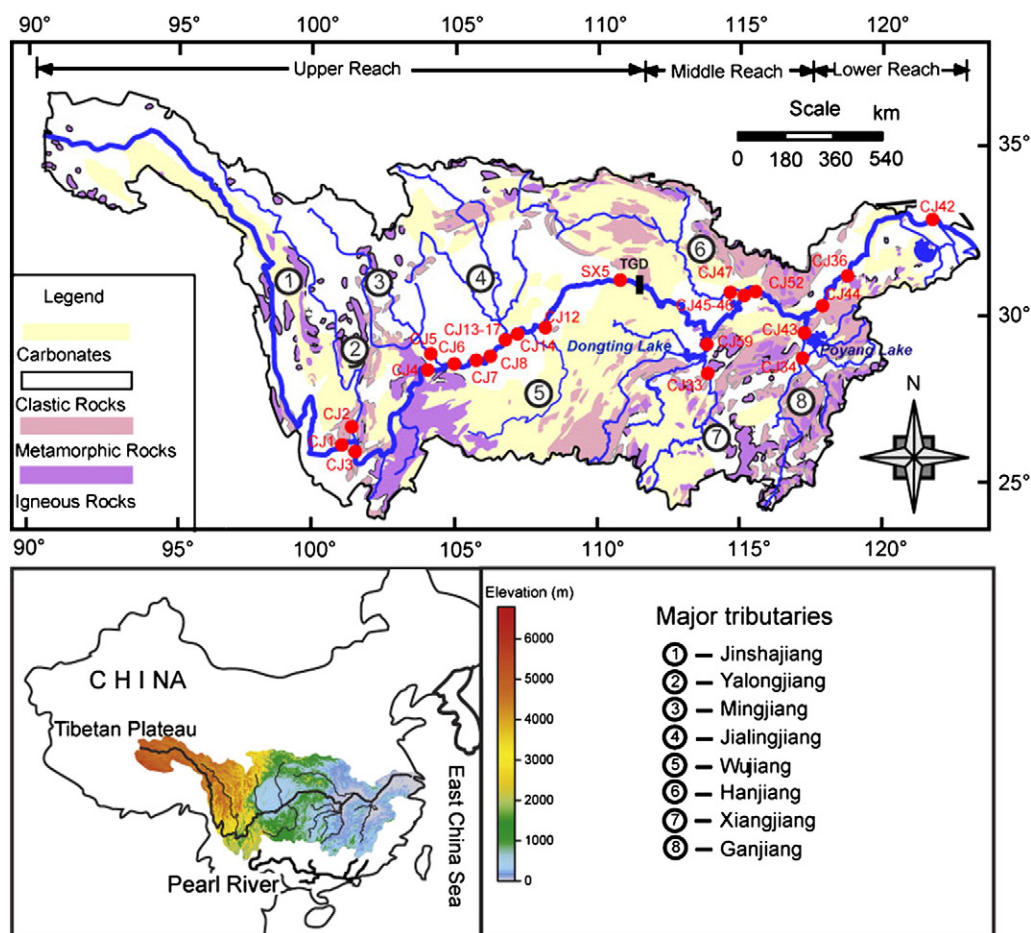 90° 95° 100° 105° 110° 115° 120°
Upper Reach Middle Reach Lower Reach
Scale km
0 180 360 540
35°
30°
25°
CJ42
CJ36
6
CJ47
CJ52
TGD
SX5
CJ44
1
3
4
CJ45-46
CJ12
CJ13-17
CJ43
CJ5
CJ6
CJ14
Dongting Lake
CJ59
Poyang Lake
2
CJ4
CJ8
CJ7
CJ34
CJ33
5
8
N
CJ2
7
CJ1
CJ3
Legend
Carbonates
Clastic Rocks
Metamorphic Rocks
Igneous Rocks
90° 95° 100° 105° 110° 115° 120°
CHINA
Tibetan Plateau
Pearl River
East China Sea
Elevation (m)
6000
5000
4000
3000
2000
1000
0
Major tributaries
1 – Jinshajiang
2 – Yalongjiang
3 – Mingjiang
4 – Jialingjiang
5 – Wujiang
6 – Hanjiang
7 – Xiangjiang
8 – Ganjiang